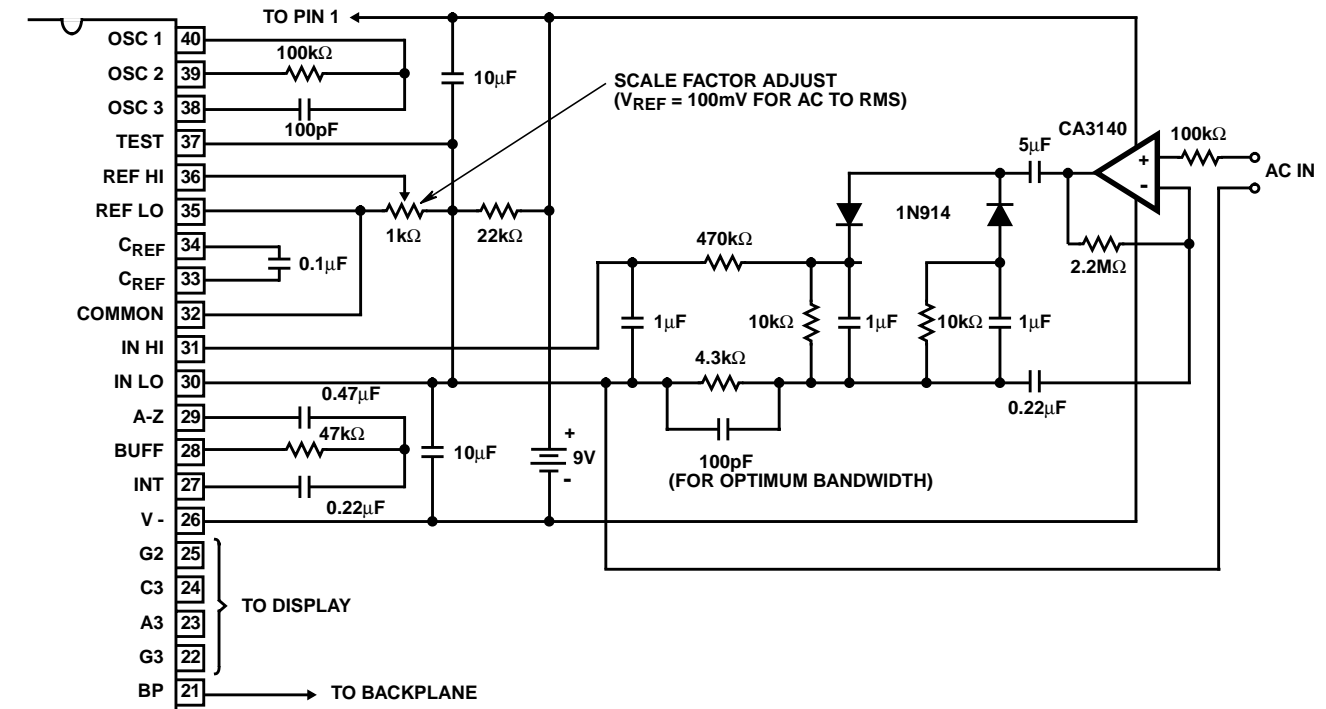 TO PIN 1
OSC 1 40
100kΩ
OSC 2 39
10μF
SCALE FACTOR ADJUST
(VREF = 100mV FOR AC TO RMS)
OSC 3 38
100pF
TEST 37
CA3140
100kΩ
5μF
+
-
AC IN
REF HI 36
REF LO 35
1kΩ
22kΩ
1N914
470kΩ
2.2MΩ
CREF 34
0.1μF
CREF 33
COMMON 32
1μF
10kΩ
1μF
10kΩ
1μF
IN HI 31
4.3kΩ
IN LO 30
0.47μF
0.22μF
A-Z 29
47kΩ
BUFF 28
10μF
+
9V
-
100pF
(FOR OPTIMUM BANDWIDTH)
INT 27
0.22μF
V - 26
G2 25
C3 24
TO DISPLAY
A3 23
G3 22
BP 21
TO BACKPLANE